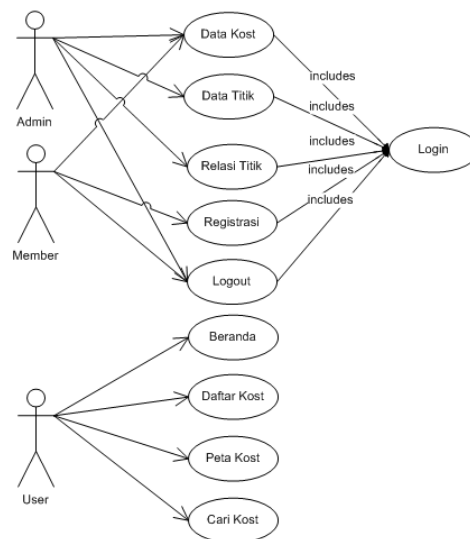 Data Kost
includes
Data Titik
includes
Admin
includes
Login
Relasi Titik
includes
Registrasi
includes
Member
Logout
Beranda
Daftar Kost
Peta Kost
User
Cari Kost